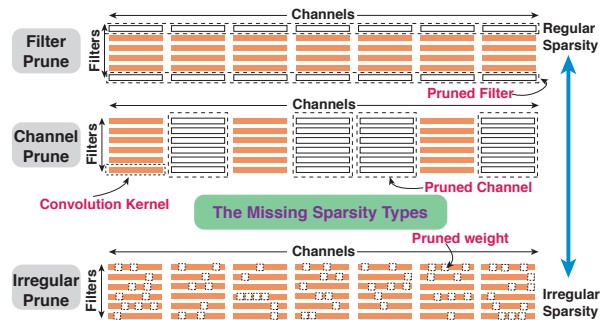 Channels
Filter
Prune
Filters
Regular
Sparsity
Pruned Filter
Channels
Channel
Prune
Filters
Convolution Kernel
Pruned Channel
The Missing Sparsity Types
Channels
Pruned weight
Irregular
Prune
Filters
Irregular
Sparsity